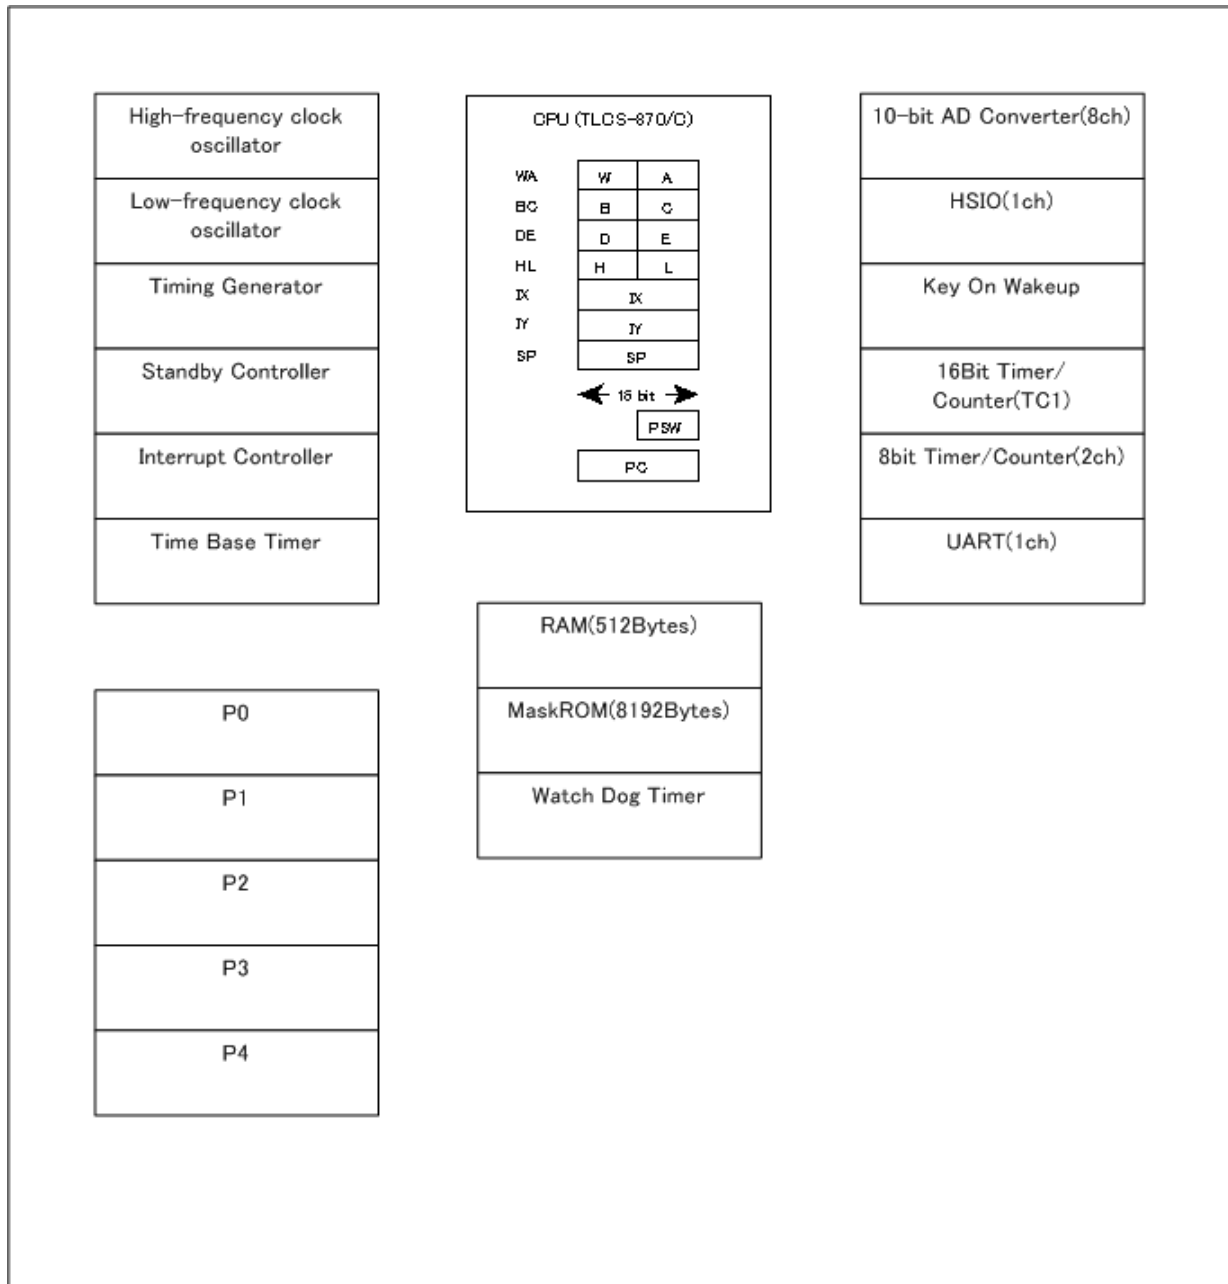 High-frequency clock
oscillator
Low-frequency clock
oscillator
Timing Generator
Standby Controller
Interrupt Controller
Time Base Timer
P0
P1
P2
P3
P4
CPU (TLCS-870/C)
WA W A
BC B C
DE D E
HL H L
IX IX
IY IY
SP SP
16 bit
PSW
PC
RAM(512Bytes)
MaskROM(8192Bytes)
Watch Dog Timer
10-bit AD Converter(8ch)
HSIO(1ch)
Key On Wakeup
16Bit Timer/
Counter(TC1)
8bit Timer/Counter(2ch)
UART(1ch)